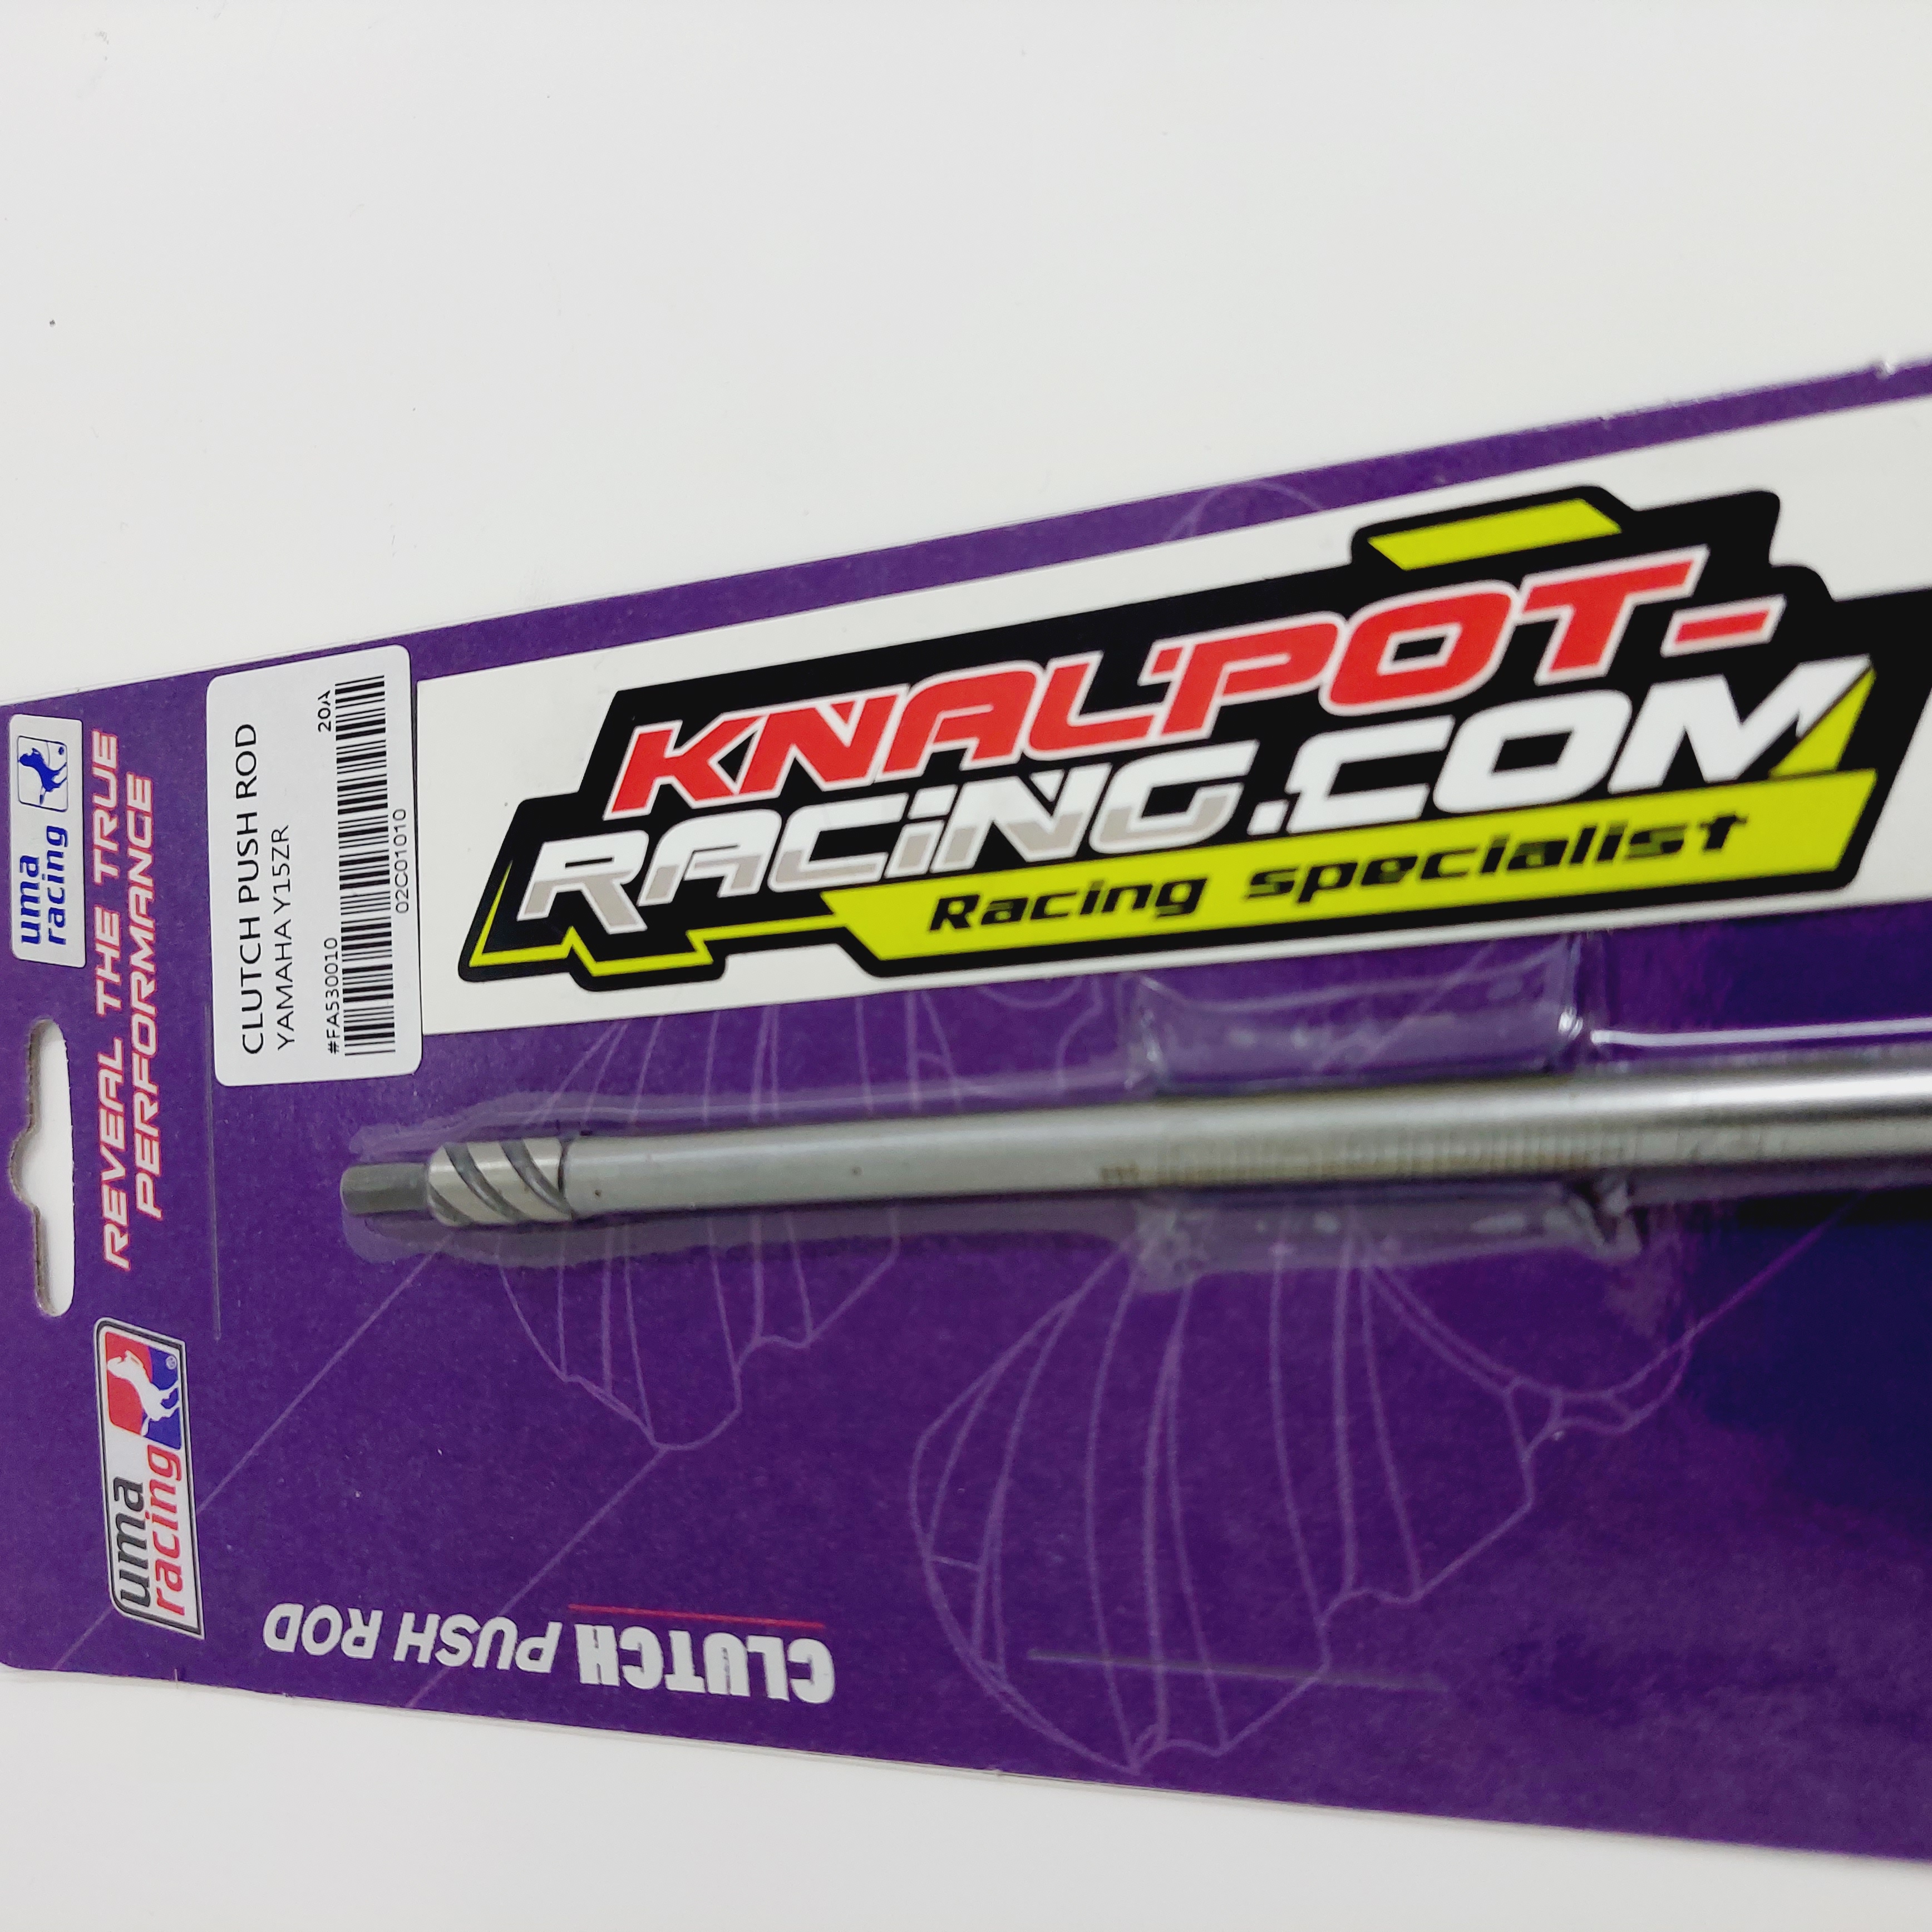 uma
racing
REVEAL THE TRUE
PERFORMANCE
CLUTCH PUSH ROD
YAMAHA Y15ZR
20A
#FA530010
02C01010
KNALPOT-
RACiNG.COM
Racing specialist
uma
racing
CLUTCH PUSH ROD